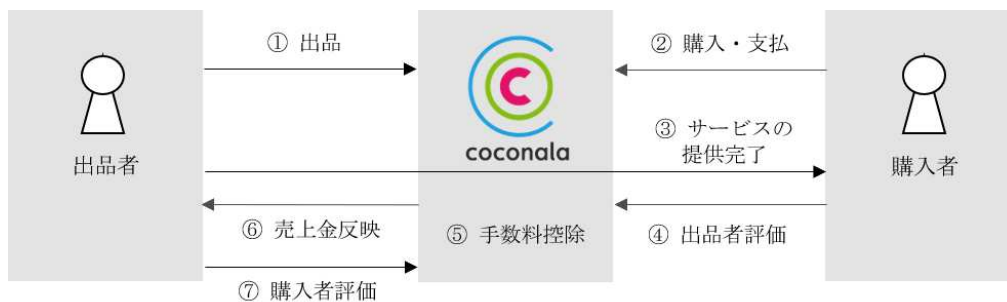 ① 出品
② 購入・支払
③ サービスの
提供完了
coconala
出品者
購入者
⑥ 売上金反映
⑤ 手数料控除
④ 出品者評価
⑦ 購入者評価